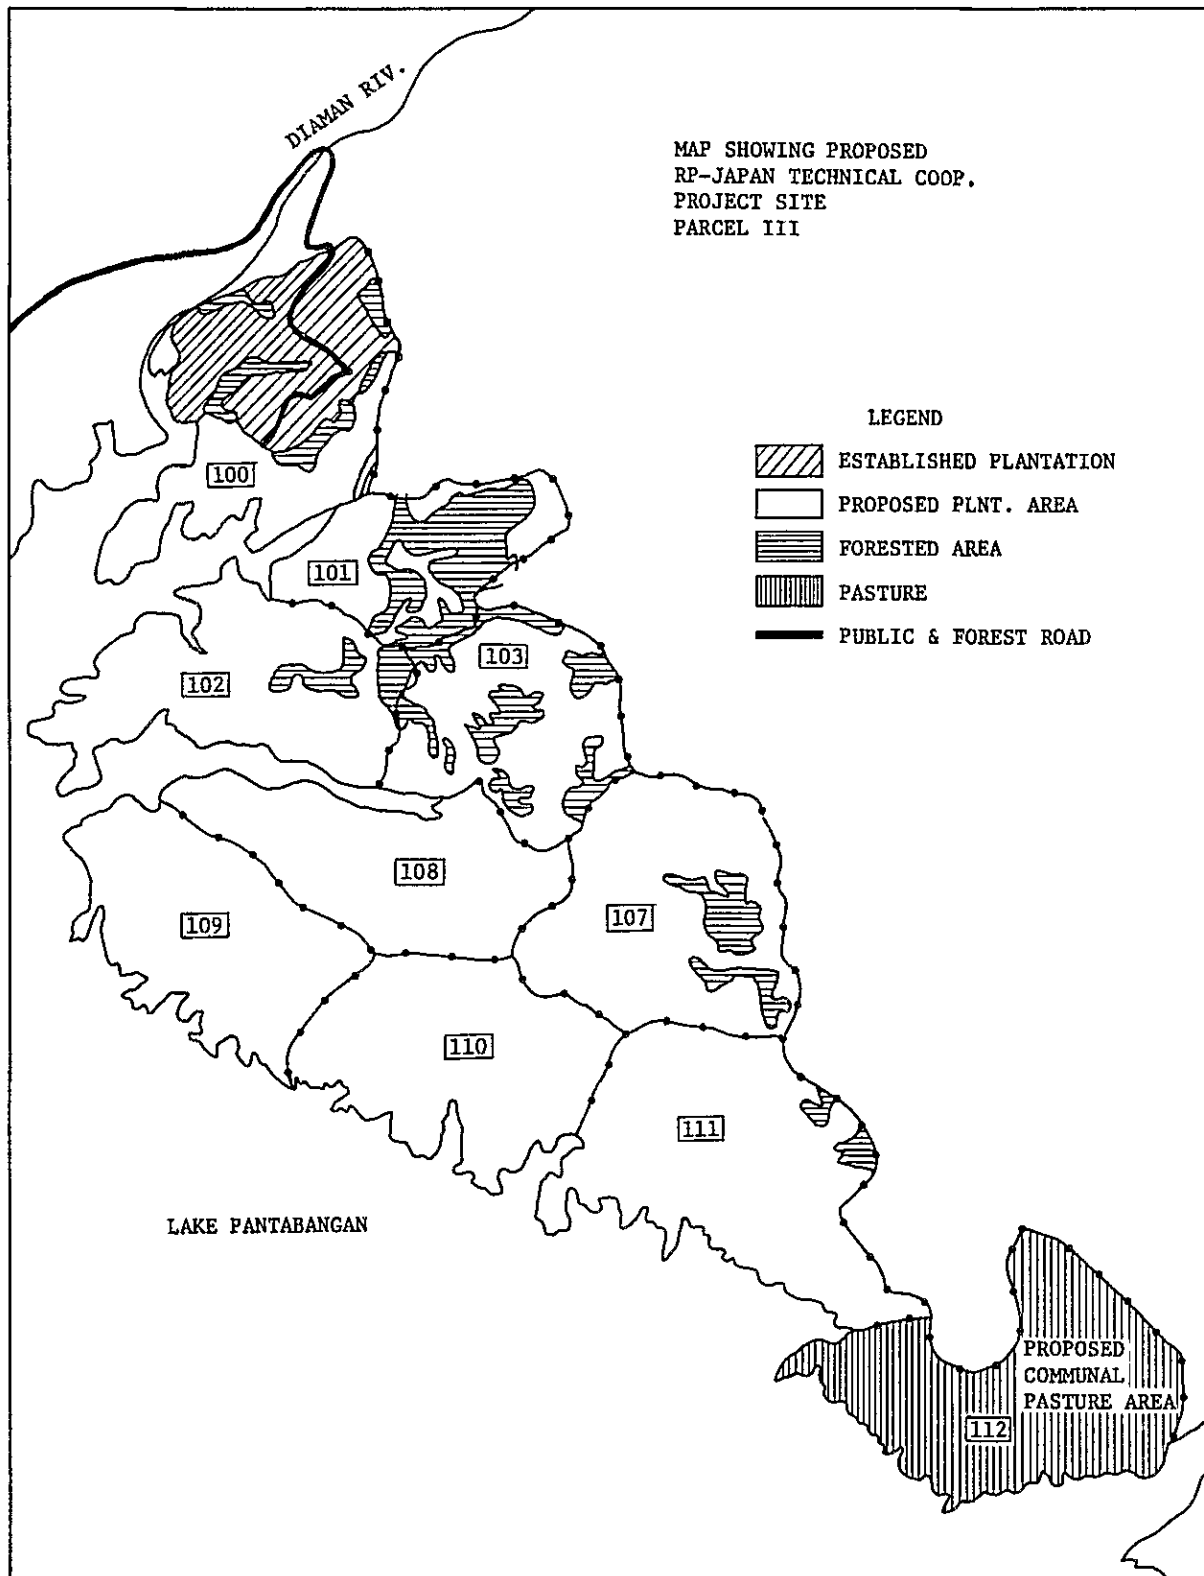 DIAMAN RIV.
MAP SHOWING PROPOSED
RP-JAPAN TECHNICAL COOP.
PROJECT SITE
PARCEL III
LEGEND
ESTABLISHED PLANTATION
PROPOSED PLNT. AREA
FORESTED AREA
PASTURE
PUBLIC & FOREST ROAD
100
101
102
103
108
109
107
110
111
LAKE PANTABANGAN
PROPOSED
COMMUNAL
PASTURE AREA
112